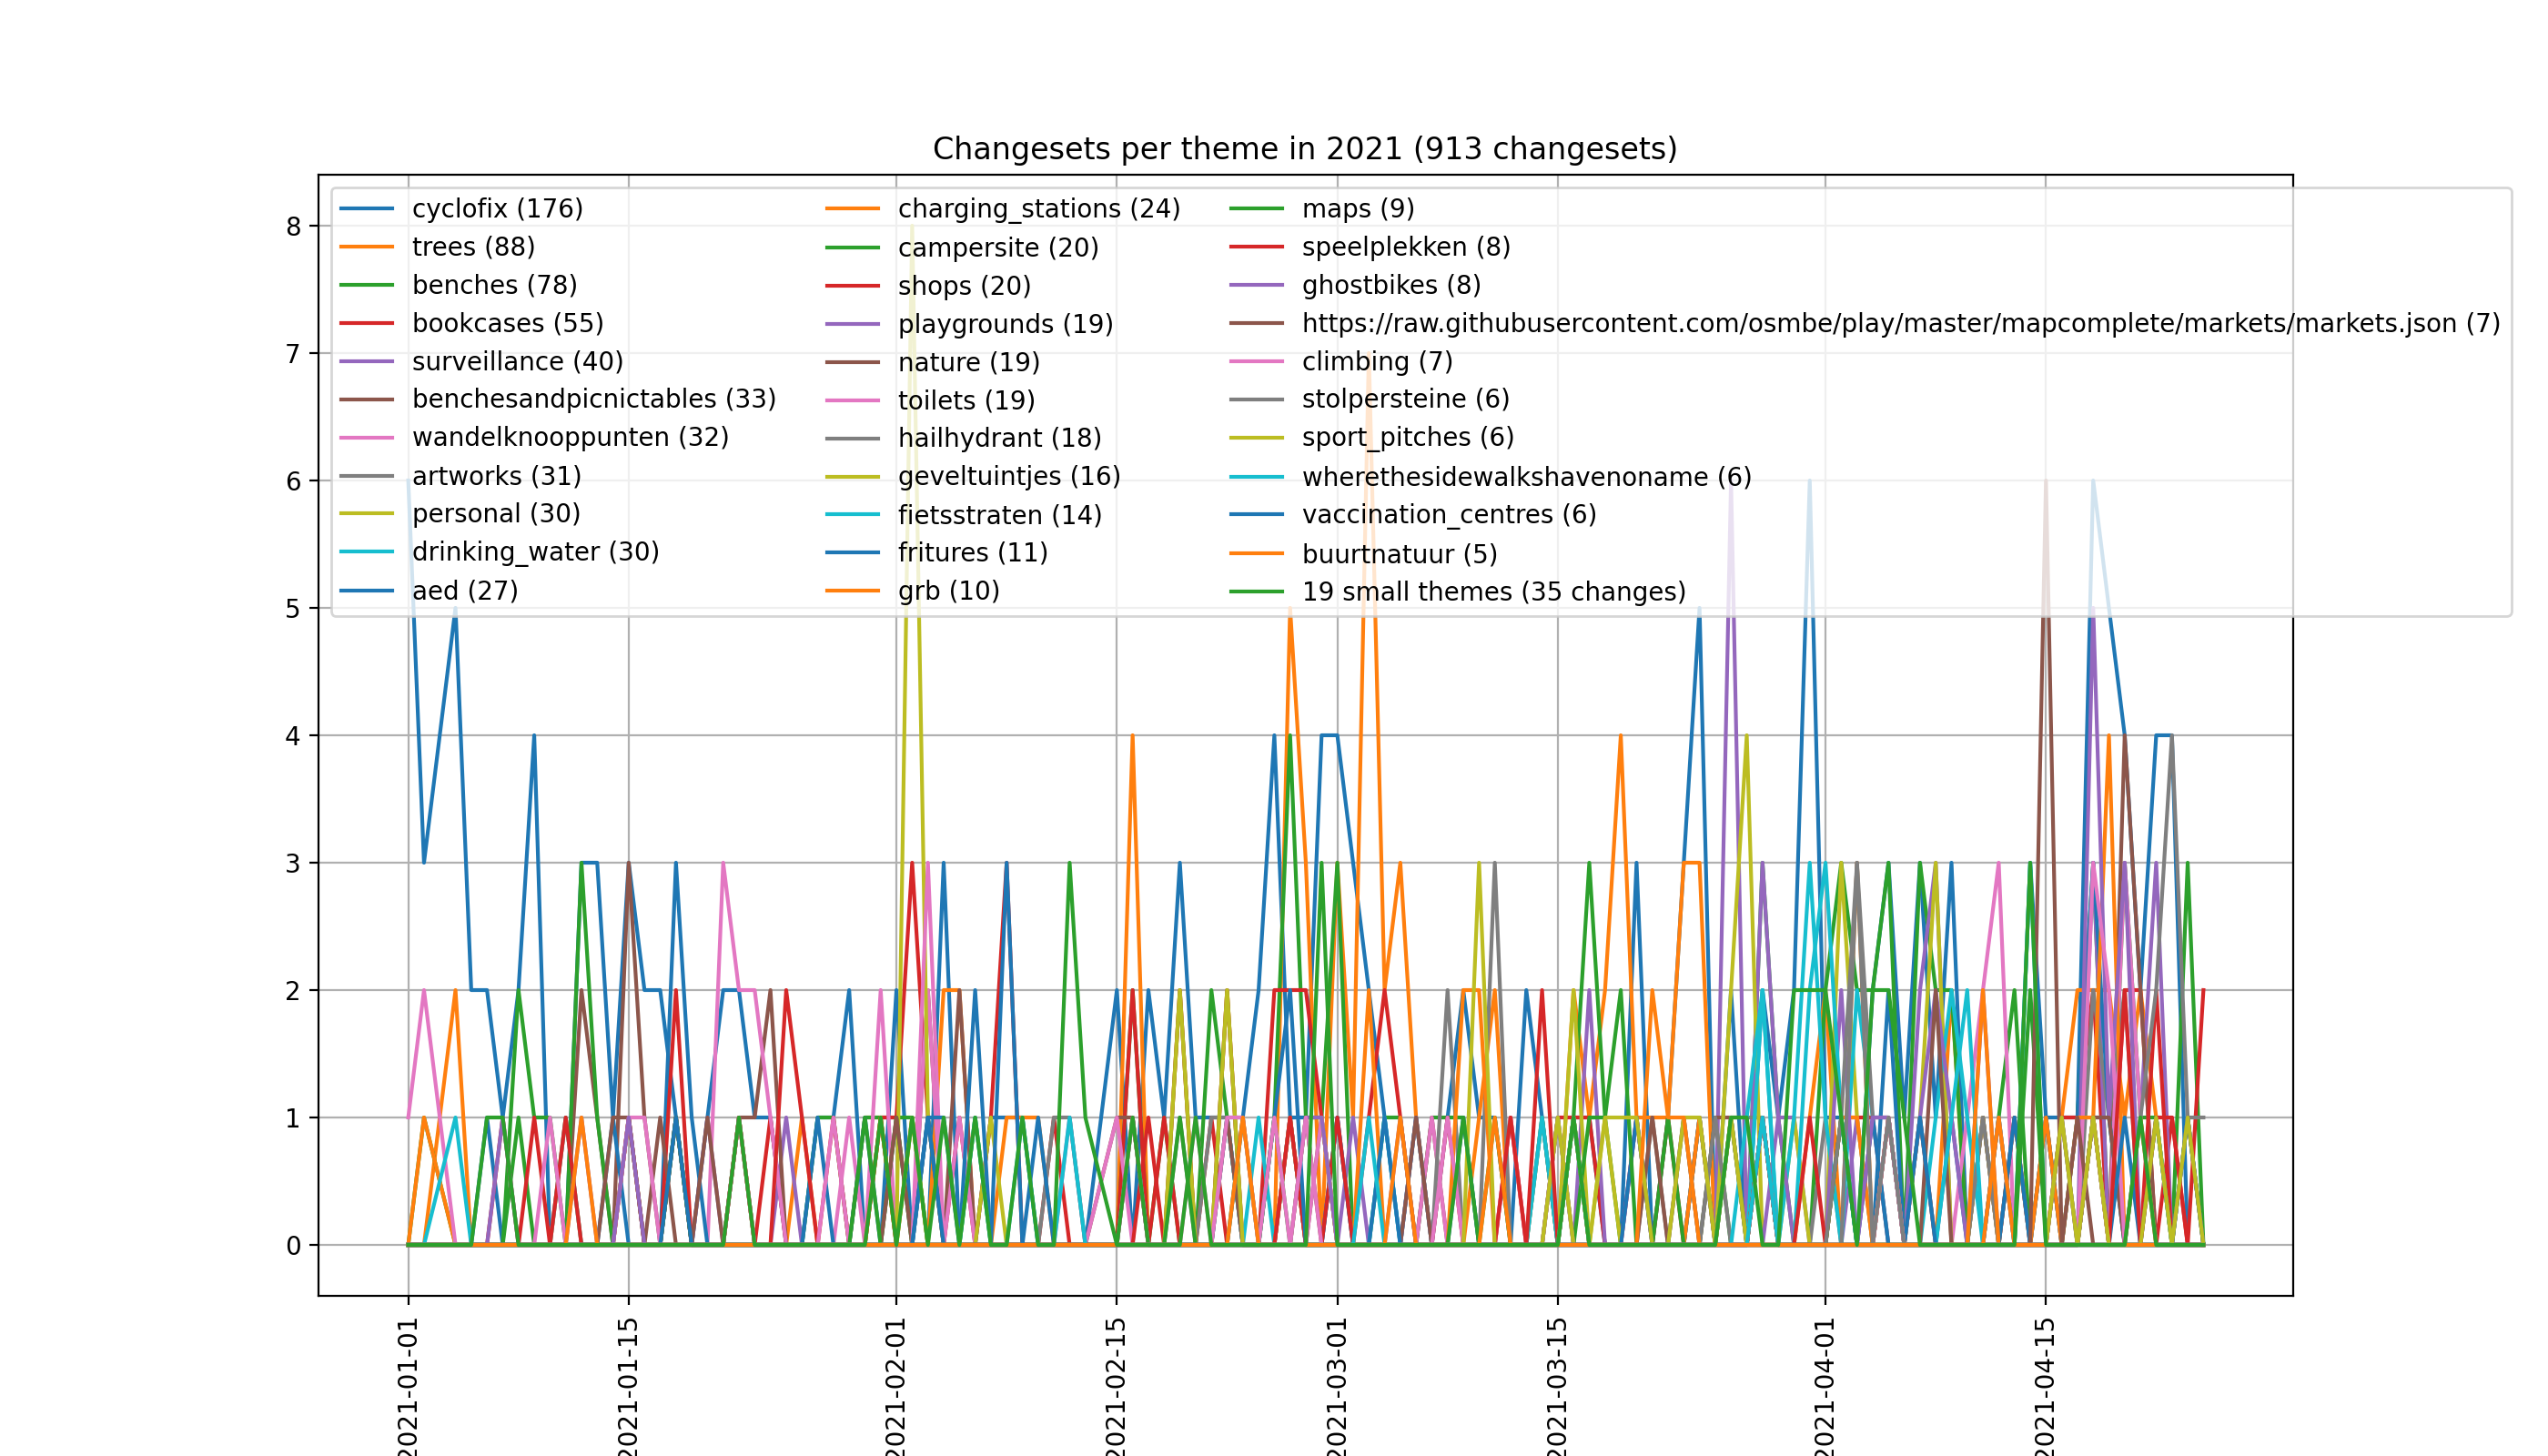 Changesets per theme in 2021 (913 changesets)
cyclofix (176)
trees (88)
benches (78)
bookcases (55)
surveillance (40)
benchesandpicnictables (33)
wandelknooppunten (32)
artworks (31)
personal (30)
drinking_water (30)
aed (27)
charging_stations (24)
campersite (20)
shops (20)
playgrounds (19)
nature (19)
toilets (19)
hailhydrant (18)
geveltuintjes (16)
fietsstraten (14)
fritures (11)
grb (10)
maps (9)
speelplekken (8)
ghostbikes (8)
https://raw.githubusercontent.com/osmbe/play/master/mapcomplete/markets/markets.json (7)
climbing (7)
stolpersteine (6)
sport_pitches (6)
wherethesidewalkshavenoname (6)
vaccination_centres (6)
buurtnatuur (5)
19 small themes (35 changes)
8
7
6
5
4
3
2
1
0
2021-01-01
2021-01-15
2021-02-01
2021-02-15
2021-03-01
2021-03-15
2021-04-01
2021-04-15